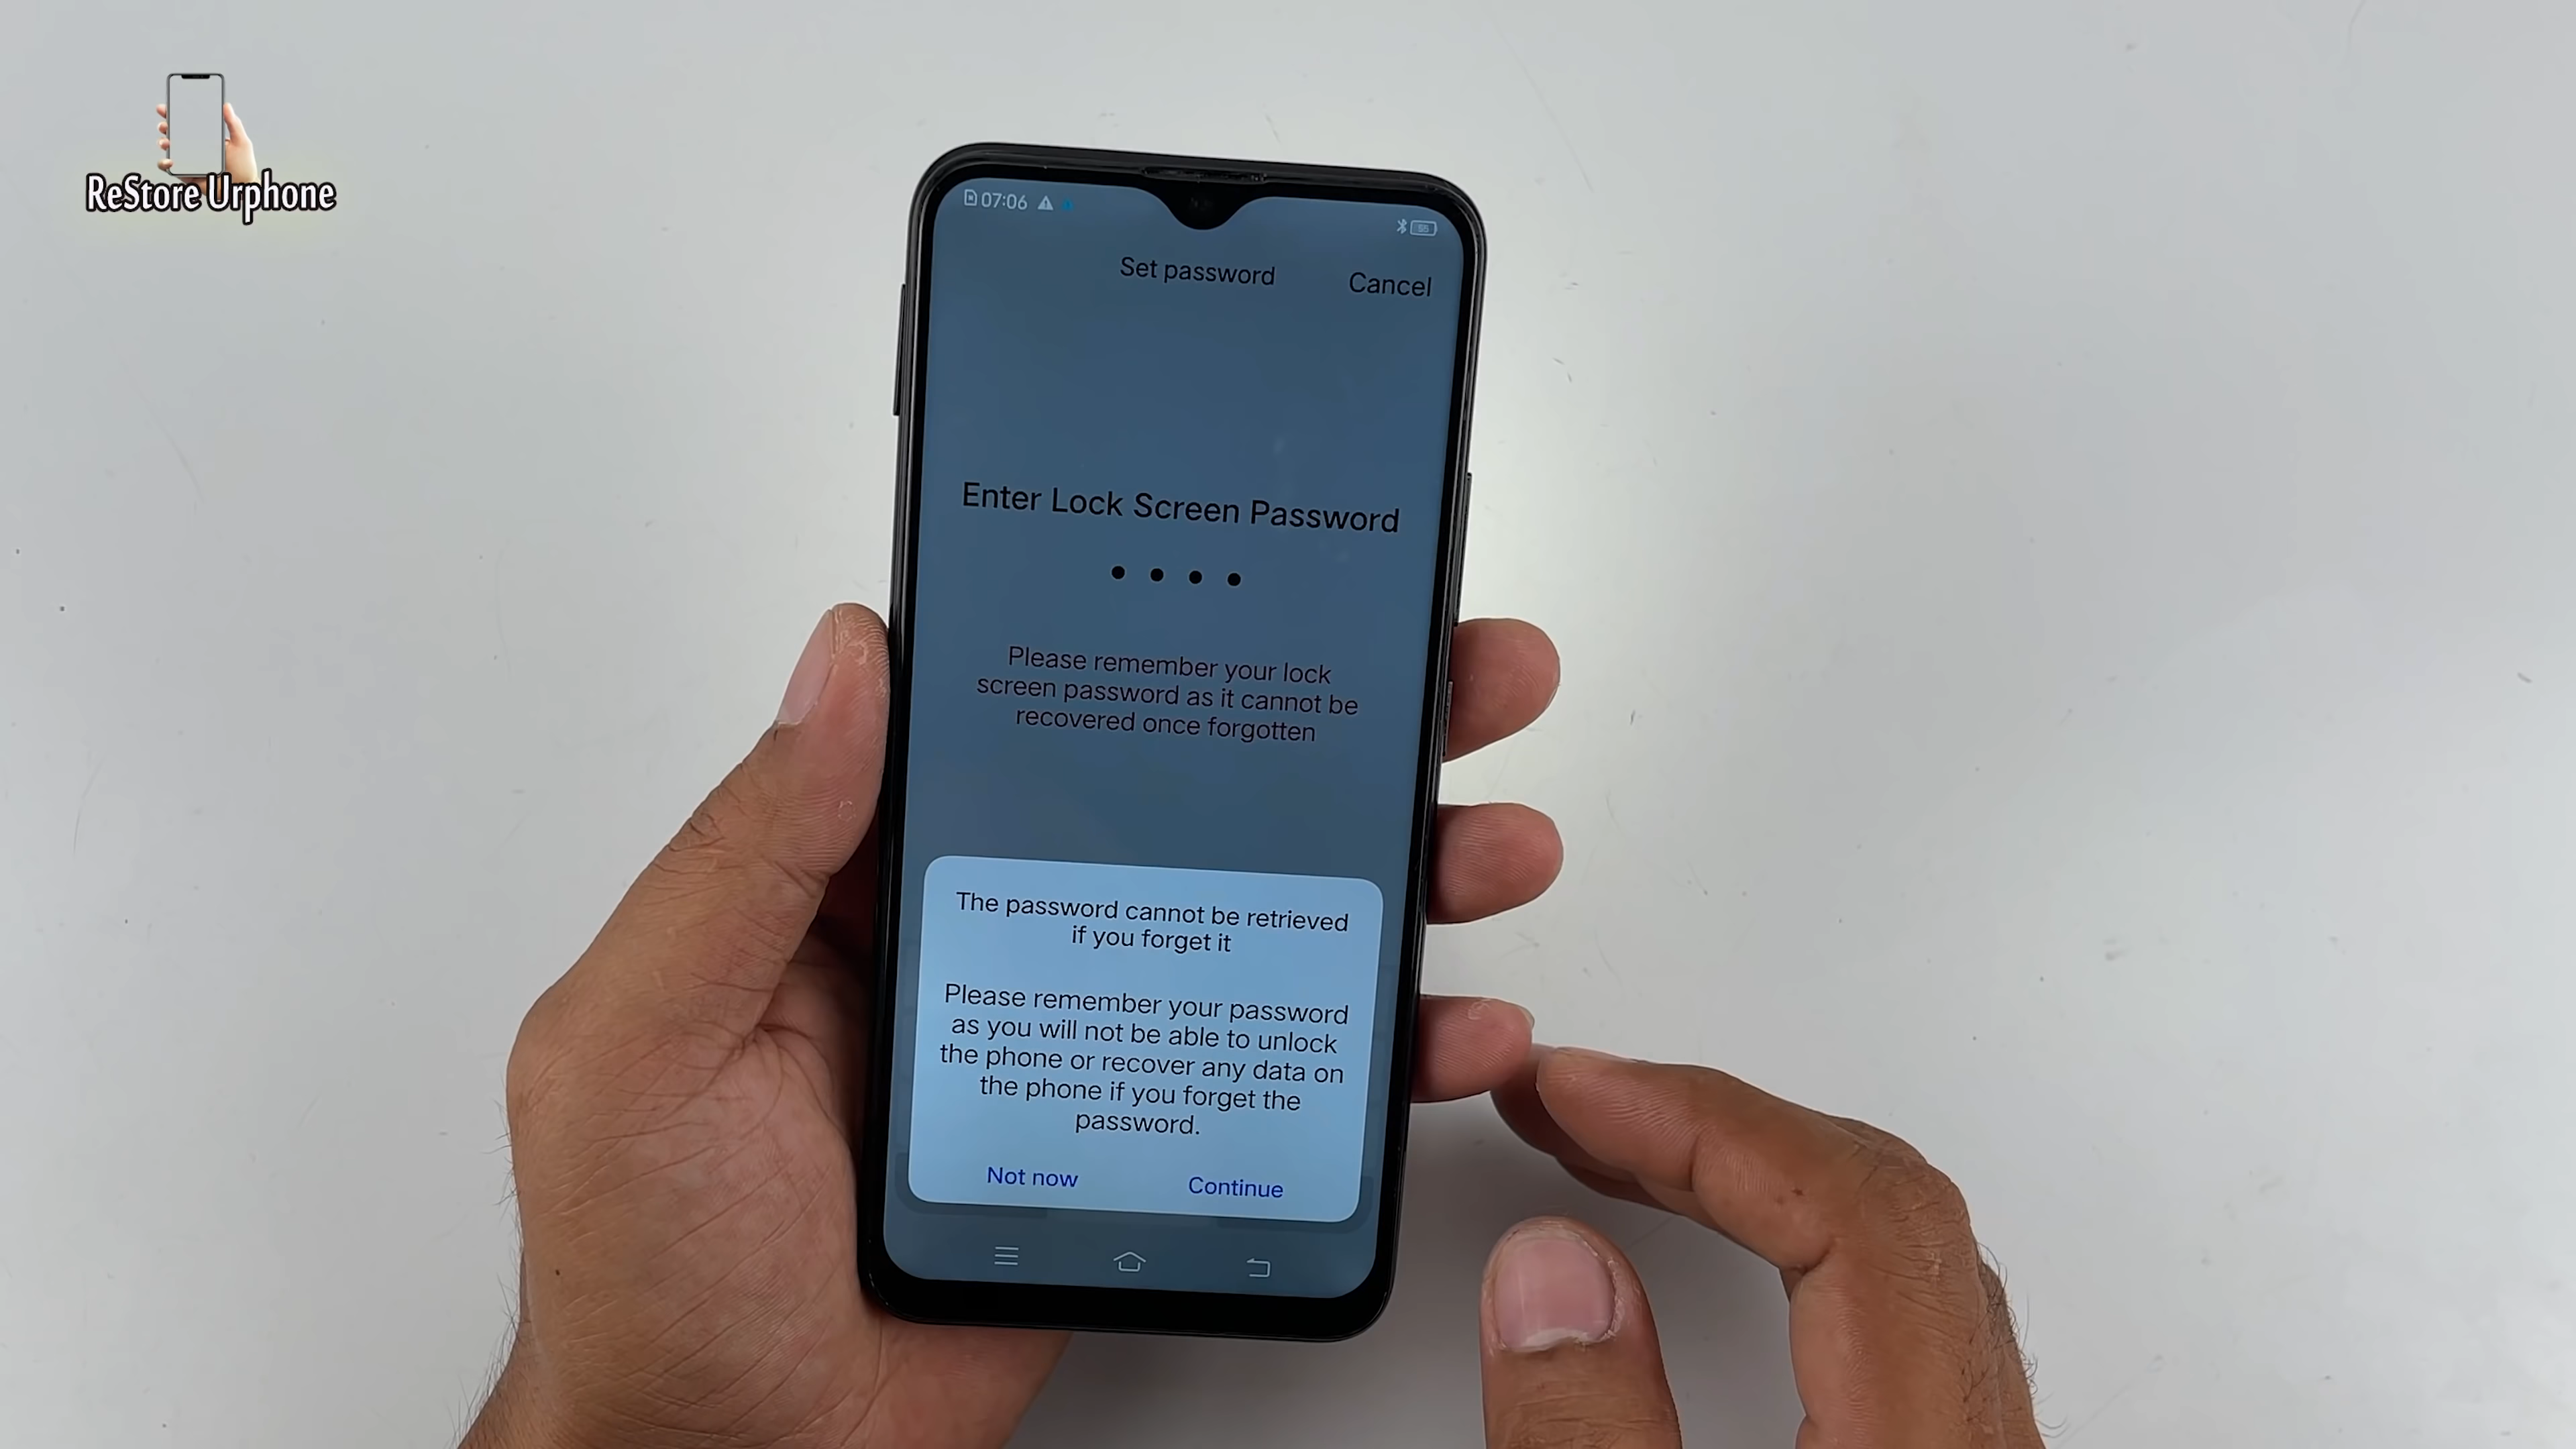 ReStore Urphone
07:06
55
Set password
Cancel
Enter Lock Screen Password
Please remember your lock
screen password as it cannot be
recovered once forgotten
The password cannot be retrieved
if you forget it
Please remember your password
as you will not be able to unlock
the phone or recover any data on
the phone if you forget the
password.
Not now
Continue